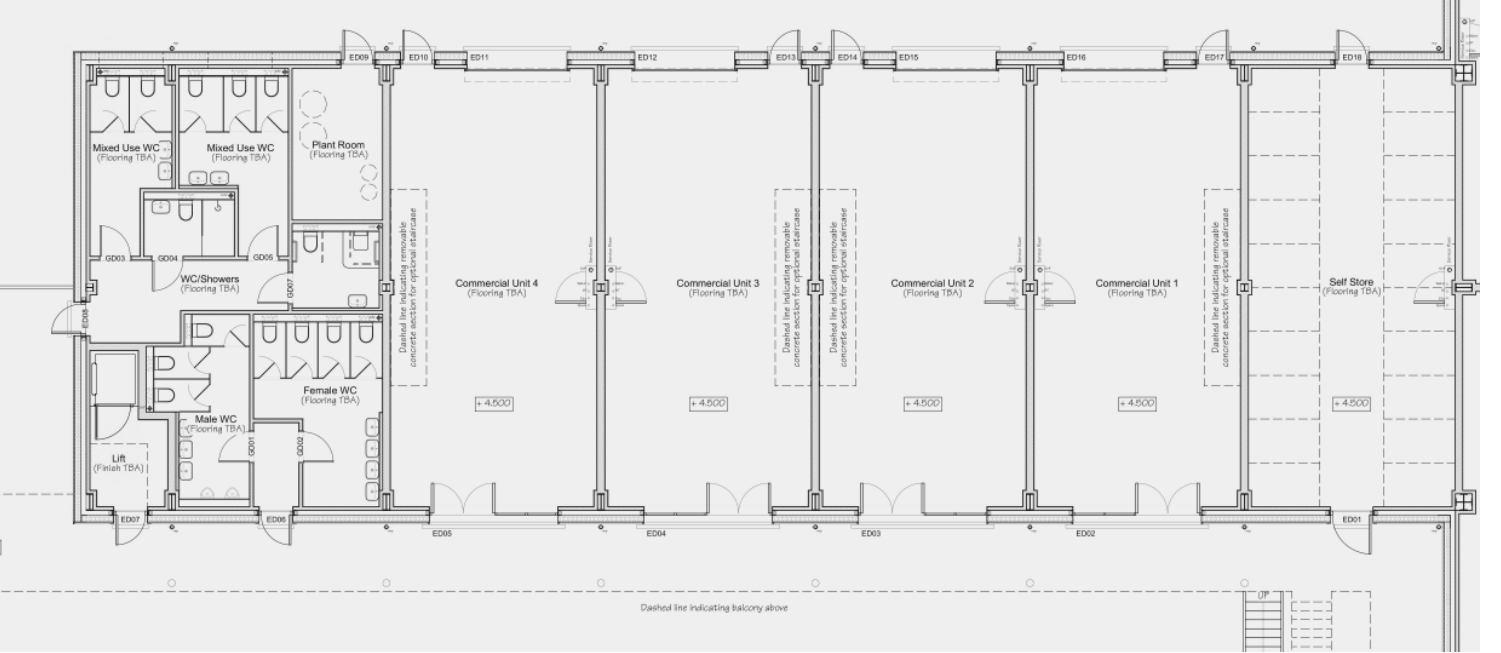 ED09
ED10
ED11
ED12
ED13
ED14
ED15
ED16
ED17
ED18
Mixed Use WC
(Flooring TBA)
Mixed Use WC
(Flooring TBA)
Plant Room
(Flooring TBA)
GD03
GD04
GD05
WC/Showers
(Flooring TBA)
GD07
ED08
Dashed line indicating removable
concrete section for optional staircase
Commercial Unit 4
(Flooring TBA)
Commercial Unit 3
(Flooring TBA)
Dashed line indicating removable
concrete section for optional staircase
Dashed line indicating removable
concrete section for optional staircase
Commercial Unit 2
(Flooring TBA)
Commercial Unit 1
(Flooring TBA)
Dashed line indicating removable
concrete section for optional staircase
Self Store
(Flooring TBA)
Female WC
(Flooring TBA)
Male WC
(Flooring TBA)
GD01
GD02
Lift
(Finish TBA)
+ 4.500
+ 4.500
+ 4.500
+ 4.500
+ 4.500
ED07
ED06
ED05
ED04
ED03
ED02
ED01
Dashed line indicating balcony above
UP